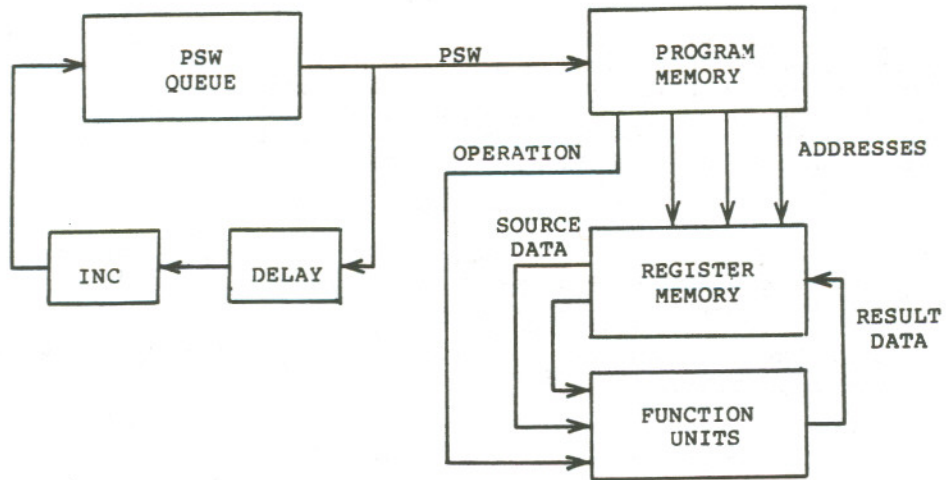 PSW
QUEUE
PSW
PROGRAM
MEMORY
OPERATION
ADDRESSES
SOURCE
DATA
INC
DELAY
REGISTER
MEMORY
RESULT
DATA
FUNCTION
UNITS